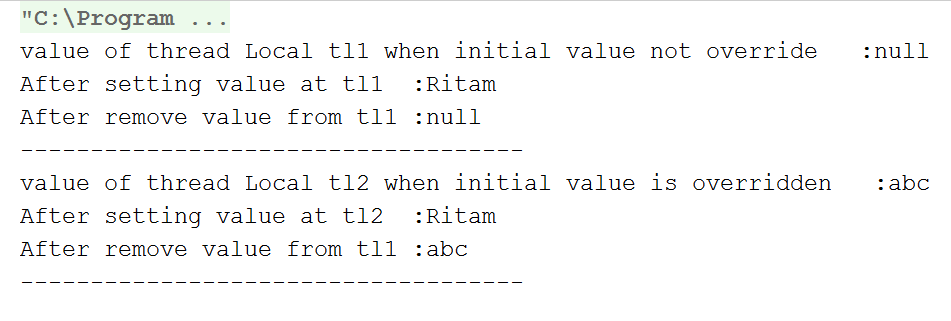 "C:\Program ...
value of thread Local tl1 when initial value not override   :null
After setting value at tl1  :Ritam
After remove value from tl1 :null
------------------------------------
value of thread Local tl2 when initial value is overridden   :abc
After setting value at tl2  :Ritam
After remove value from tl1 :abc
------------------------------------